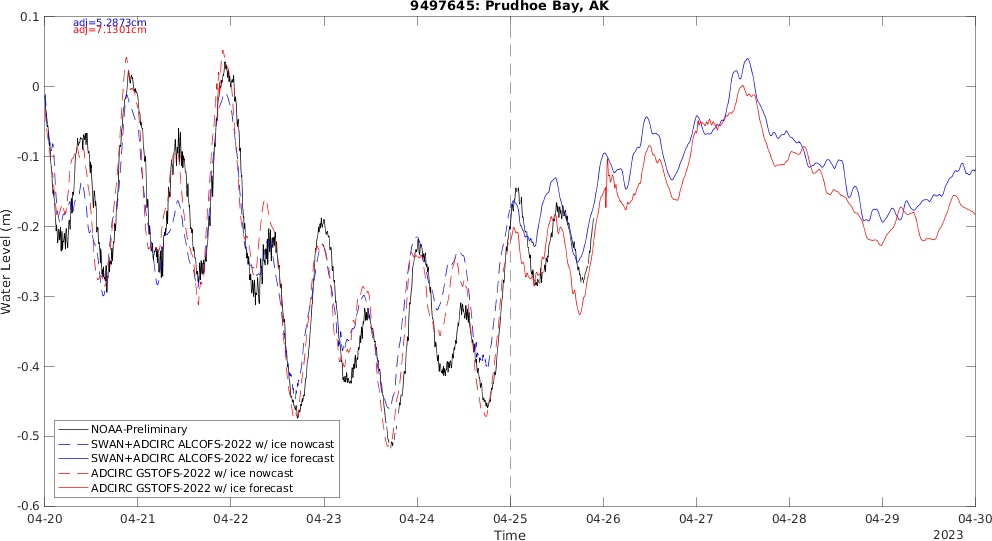 9497645: Prudhoe Bay, AK
adj=5.2873cm
adj=7.1301cm
0.1
0
-0.1
-0.2
-0.3
-0.4
-0.5
-0.6
Water Level (m)
NOAA-Preliminary
SWAN+ADCIRC ALCOFS-2022 w/ ice nowcast
SWAN+ADCIRC ALCOFS-2022 w/ ice forecast
ADCIRC GSTOFS-2022 w/ ice nowcast
ADCIRC GSTOFS-2022 w/ ice forecast
04-20 04-21 04-22 04-23 04-24 04-25 04-26 04-27 04-28 04-29 04-30
Time
2023